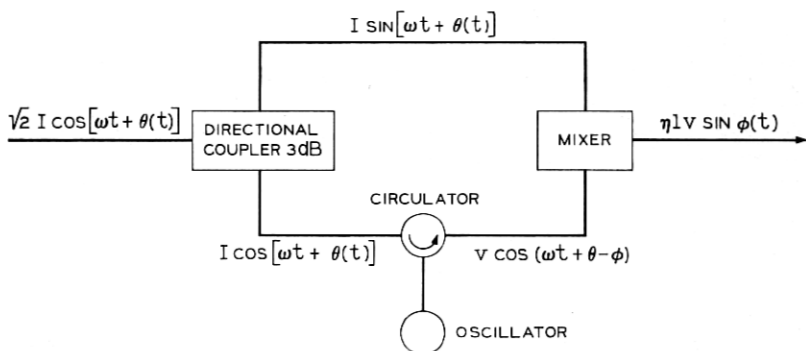 I SIN[ωt + θ(t)]
√2 I COS[ωt + θ(t)]
DIRECTIONAL
COUPLER 3dB
MIXER
ηIV SIN ϕ(t)
CIRCULATOR
I COS[ωt + θ(t)]
V COS (ωt + θ-ϕ)
OSCILLATOR